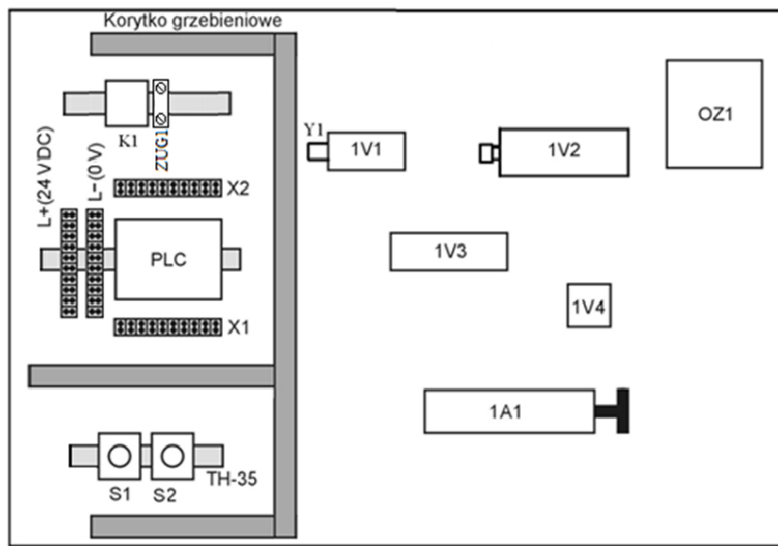 Korytko grzebieniowe
K1
ZUG1
Y1
1V1
1V2
OZ1
L+(24 VDC)
L-(0 V)
X2
PLC
1V3
1V4
X1
1A1
TH-35
S1
S2